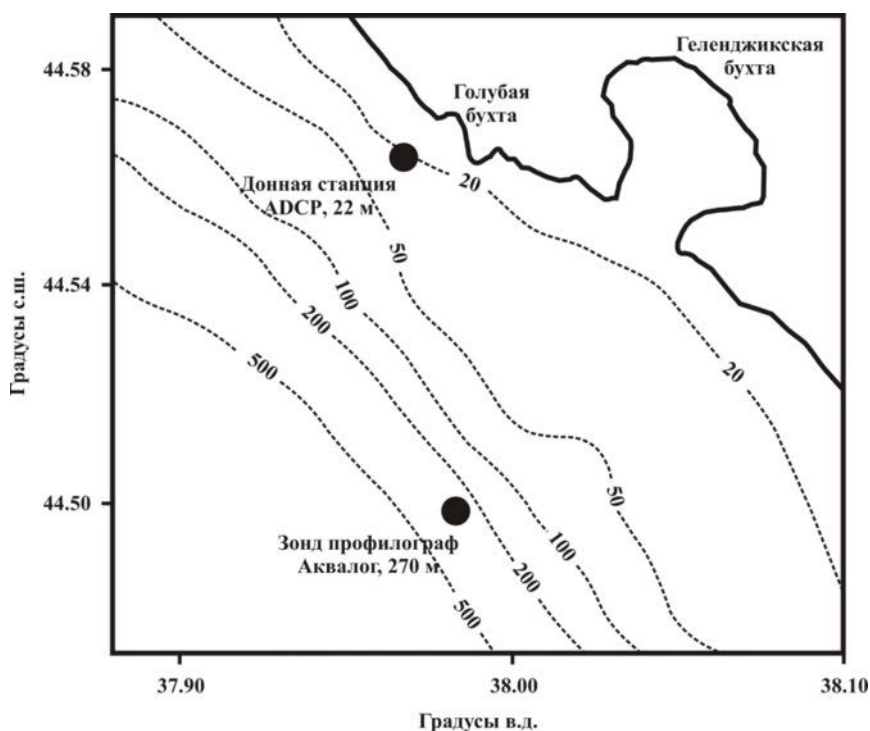 Геленджикская
бухта
Голубая
бухта
Донная станция
ADCP, 22 м
20
50
100
200
500
20
50
100
200
500
Зонд профилограф
Аквалог, 270 м
44.58
44.54
44.50
Градусы с.ш.
37.90
38.00
38.10
Градусы в.д.